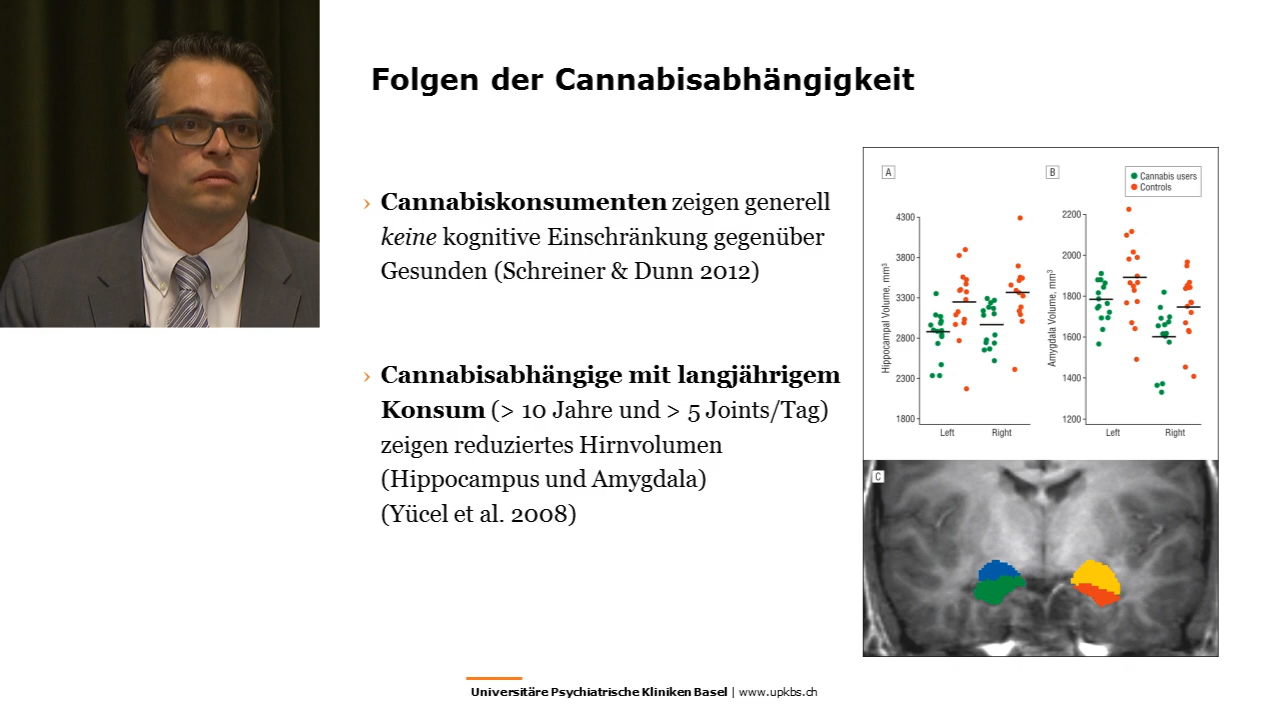 Folgen der Cannabisabhängigkeit
› Cannabiskonsumenten zeigen generell
keine kognitive Einschränkung gegenüber
Gesunden (Schreiner & Dunn 2012)
› Cannabisabhängige mit langjährigem
Konsum (> 10 Jahre und > 5 Joints/Tag)
zeigen reduziertes Hirnvolumen
(Hippocampus und Amygdala)
(Yücel et al. 2008)
A
Hippocampal Volume, mm³
4300
3800
3300
2800
2300
1800
Left Right
B
Cannabis users
Controls
Amygdala Volume, mm³
2200
2000
1800
1600
1400
1200
Left Right
C
Universitäre Psychiatrische Kliniken Basel | www.upkbs.ch